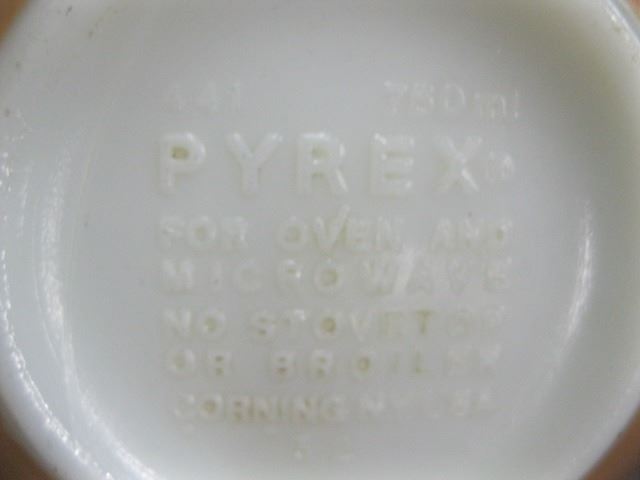 441 750 ml
PYREX®
FOR OVEN AND
MICROWAVE
NO STOVETOP
OR BROILER
CORNING NY USA